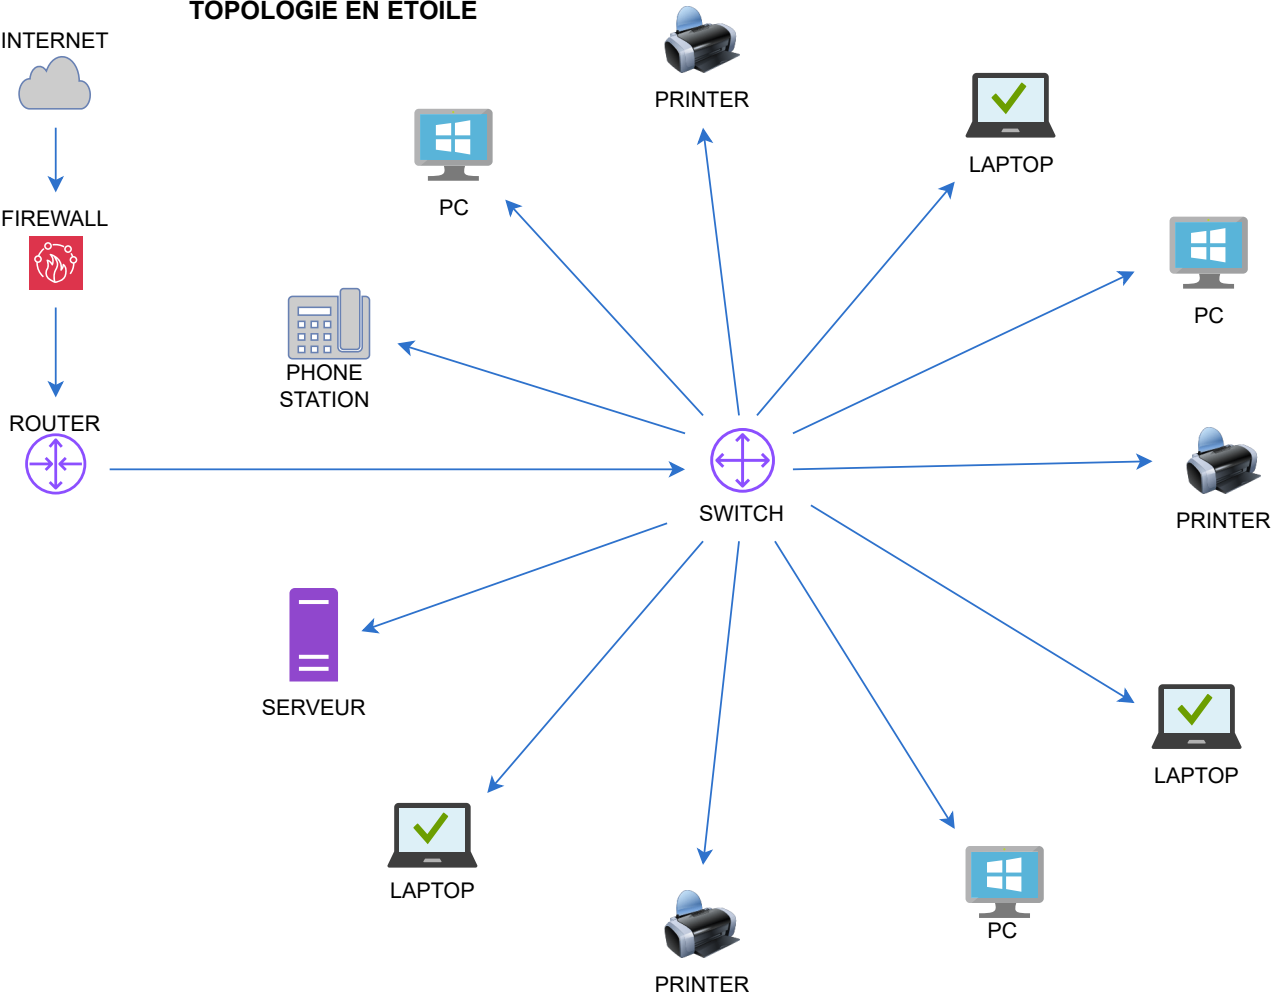 TOPOLOGIE EN ETOILE
INTERNET
PRINTER
LAPTOP
PC
FIREWALL
PC
PHONE
STATION
ROUTER
SWITCH
PRINTER
SERVEUR
LAPTOP
LAPTOP
PC
PRINTER